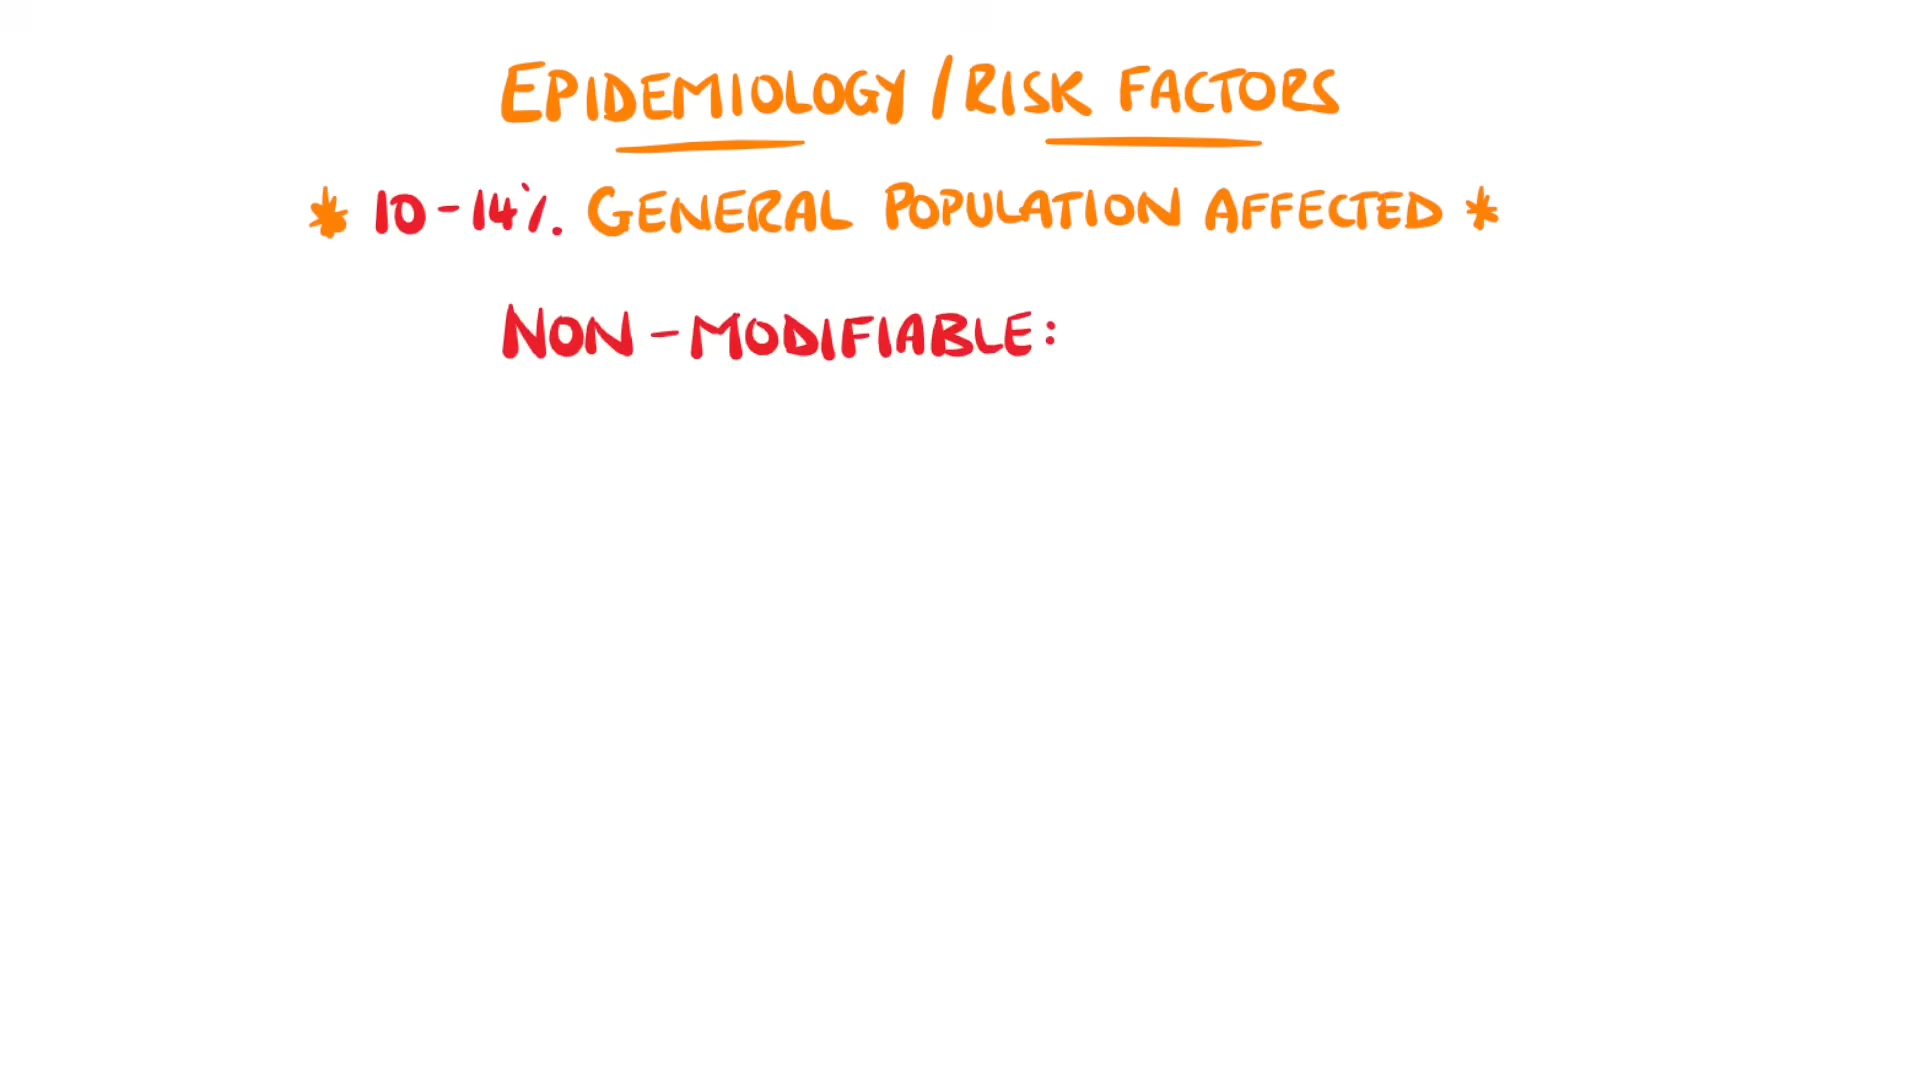 EPIDEMIOLOGY / RISK FACTORS
* 10-14% GENERAL POPULATION AFFECTED *
NON-MODIFIABLE: